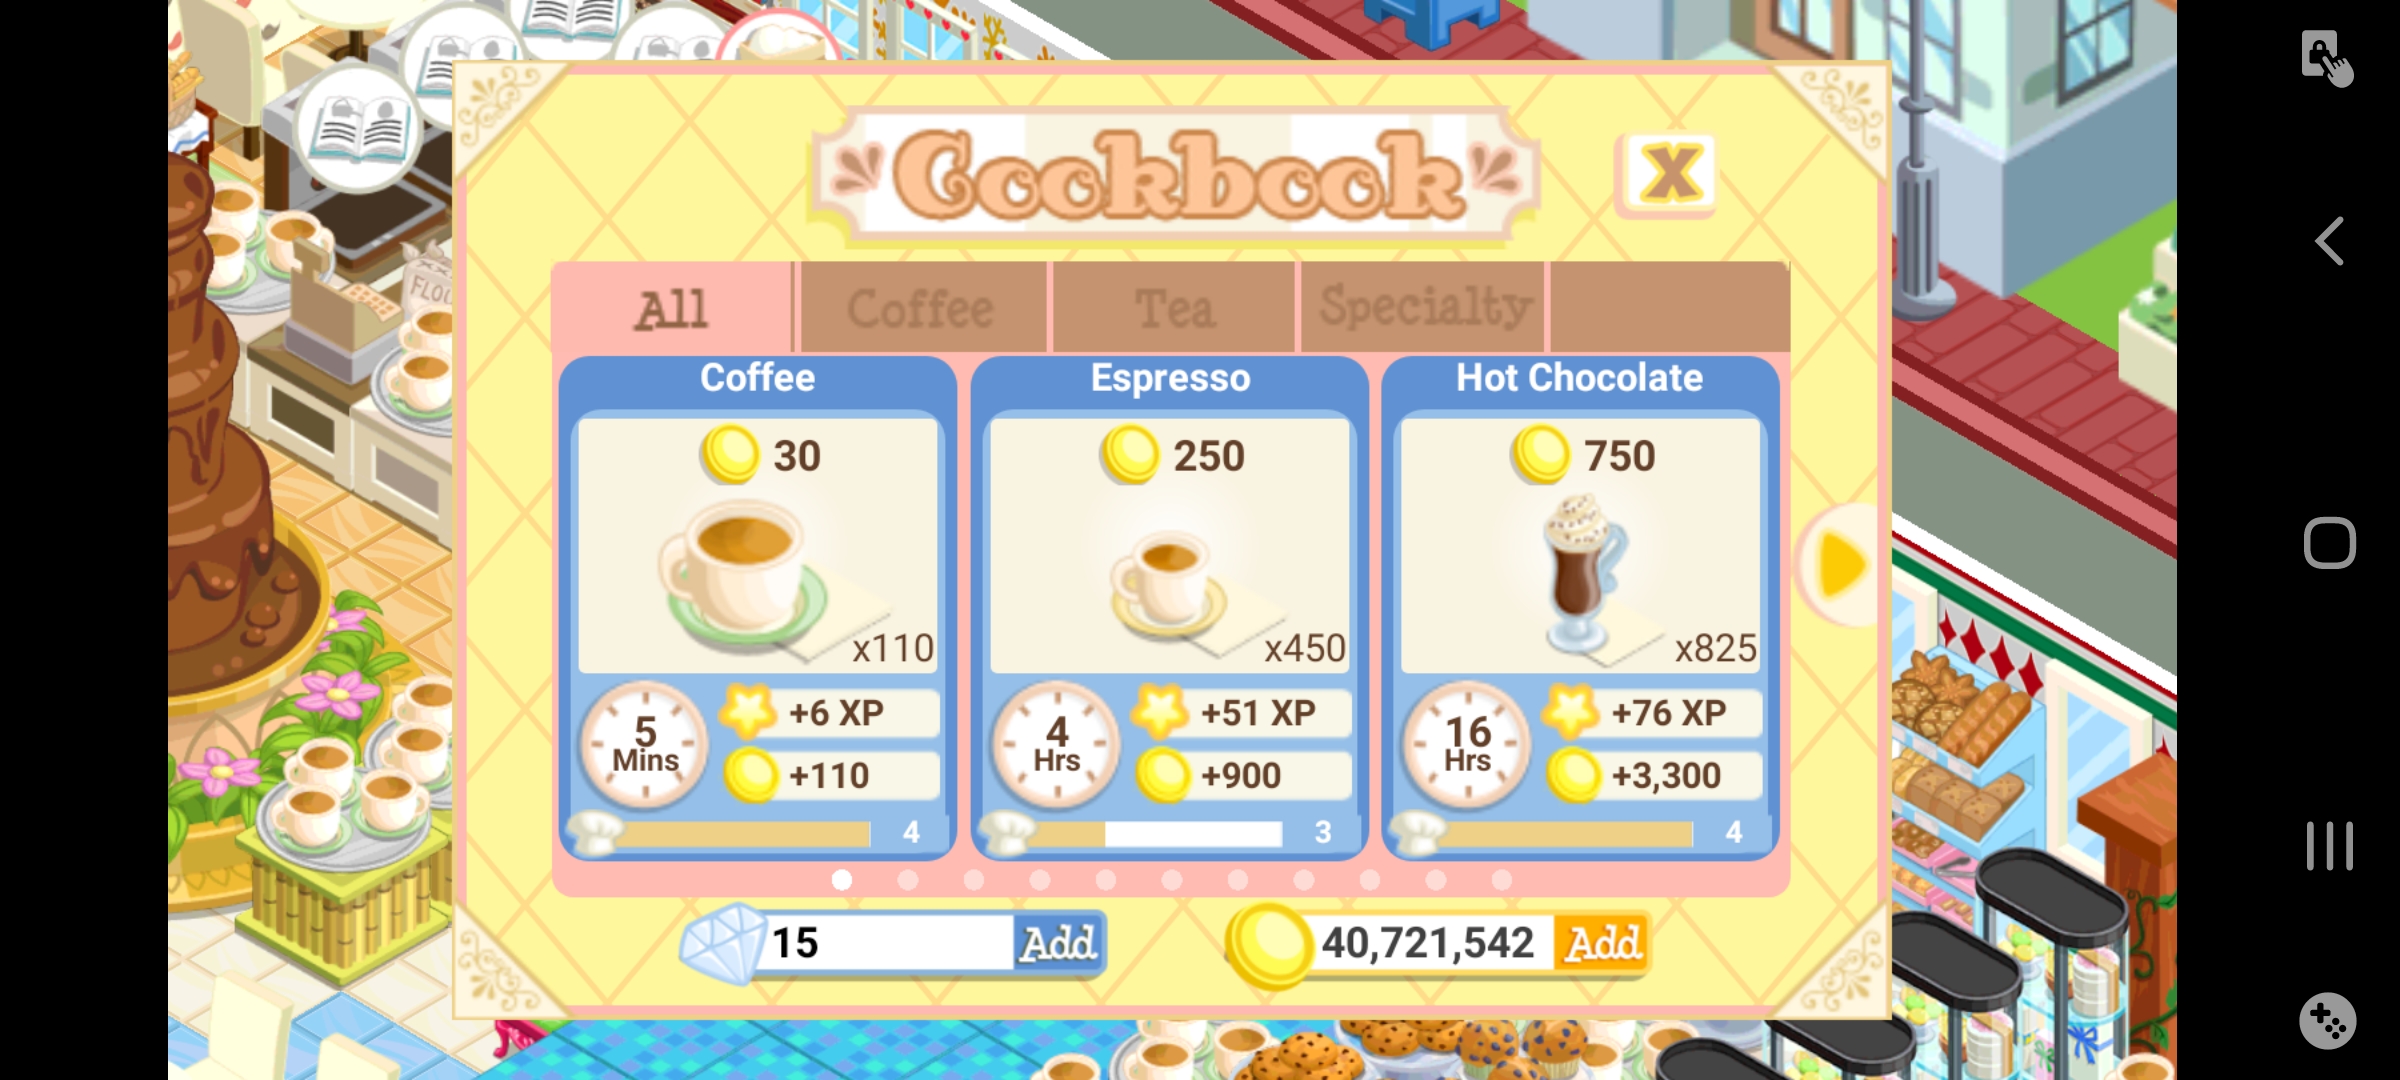 Cookbook
X
All Coffee Tea Specialty
Coffee
30
x110
5 Mins
+6 XP
+110
4
Espresso
250
x450
4 Hrs
+51 XP
+900
3
Hot Chocolate
750
x825
16 Hrs
+76 XP
+3,300
4
15 Add
40,721,542 Add